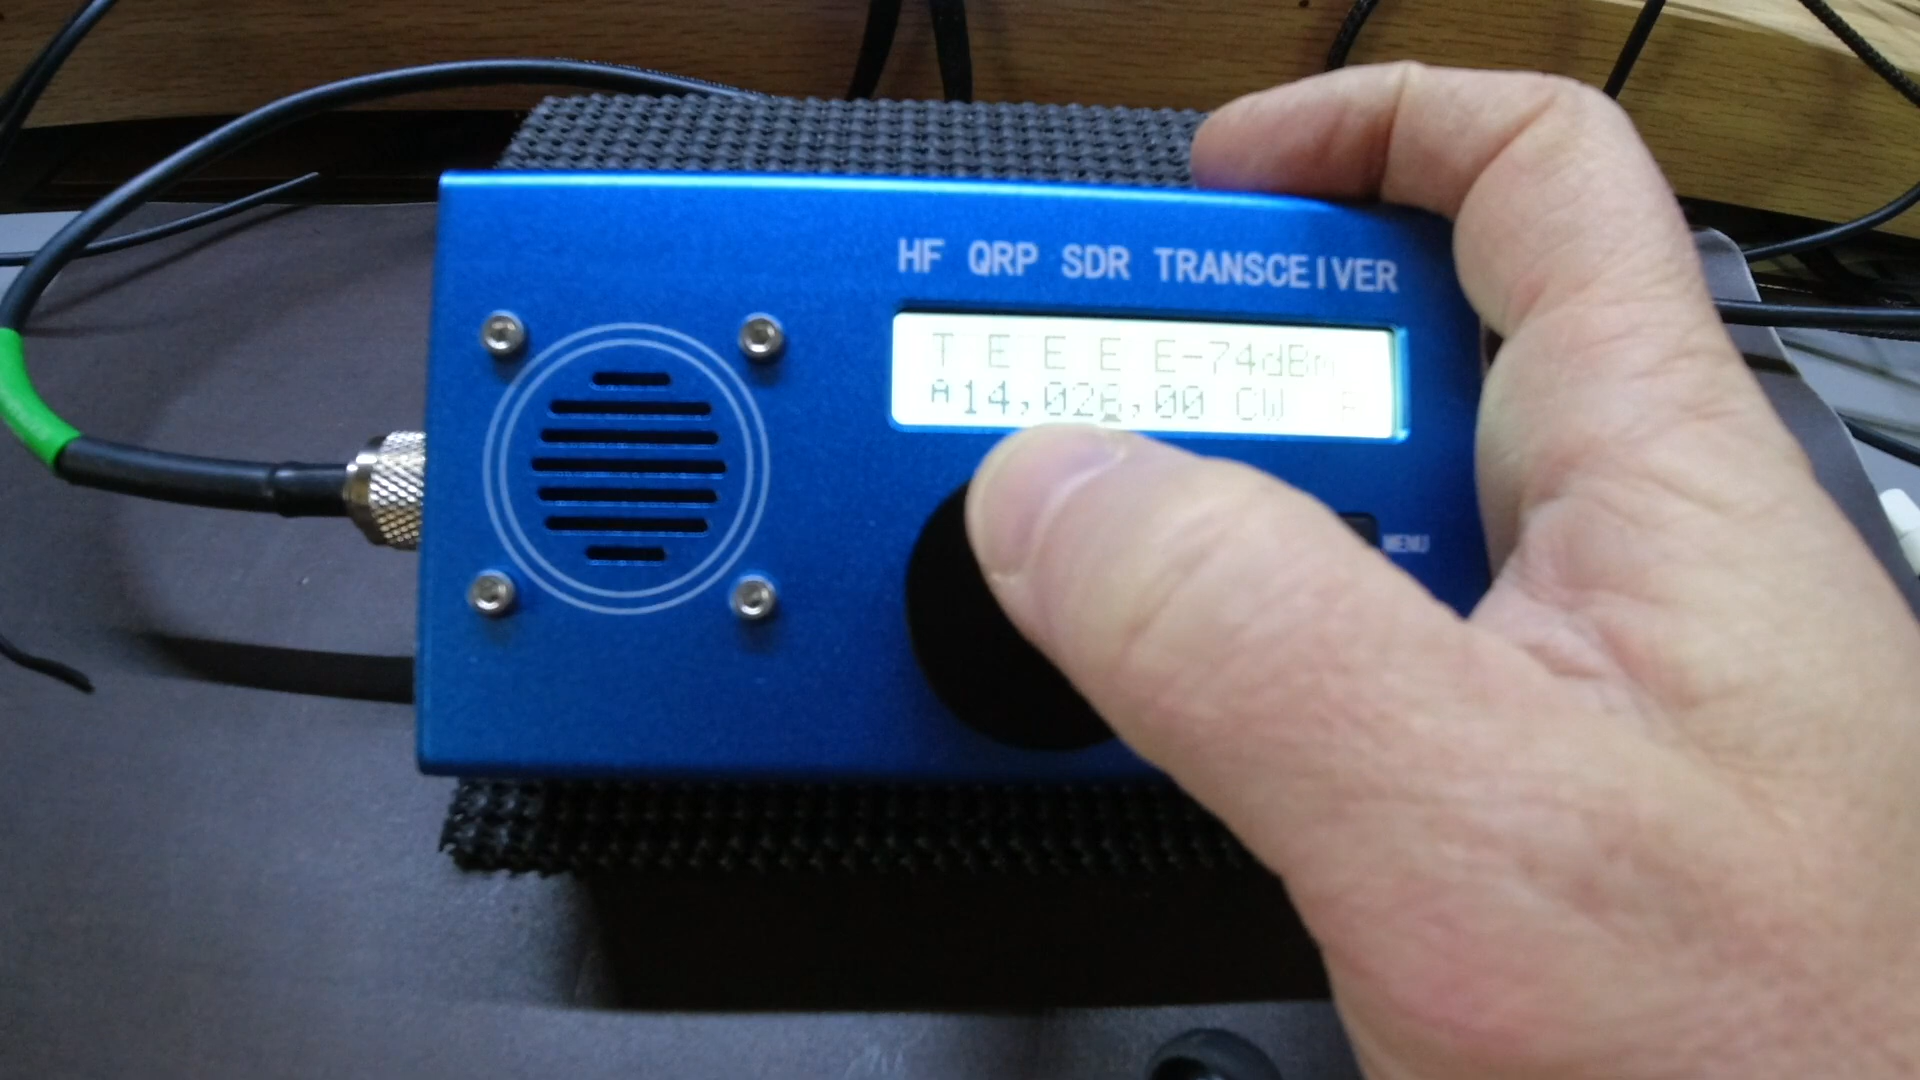 HF QRP SDR TRANSCEIVER
T E E E E-74dBm
A14,026,00 CW R
MENU